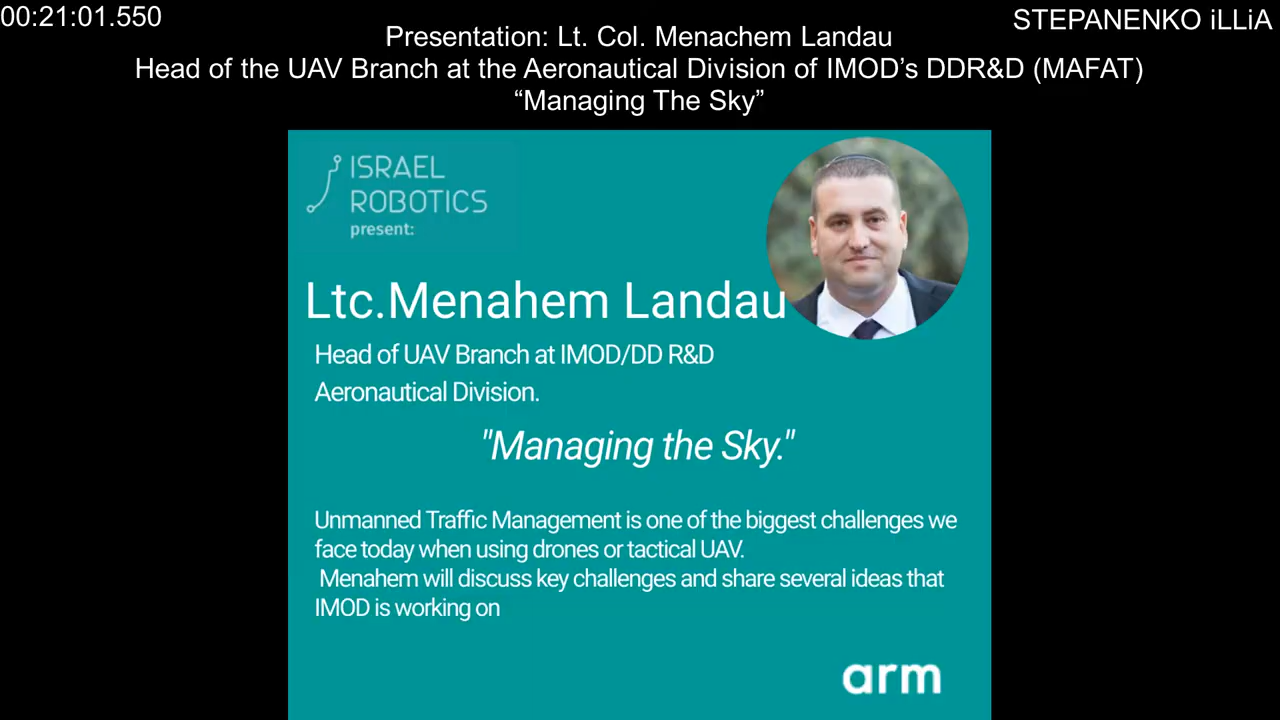 00:21:01.550
STEPANENKO iLLiA
Presentation: Lt. Col. Menachem Landau
Head of the UAV Branch at the Aeronautical Division of IMOD’s DDR&D (MAFAT)
“Managing The Sky”
ISRAEL
ROBOTICS
present:
Ltc.Menahem Landau
Head of UAV Branch at IMOD/DD R&D
Aeronautical Division.
"Managing the Sky."
Unmanned Traffic Management is one of the biggest challenges we
face today when using drones or tactical UAV.
Menahem will discuss key challenges and share several ideas that
IMOD is working on
arm